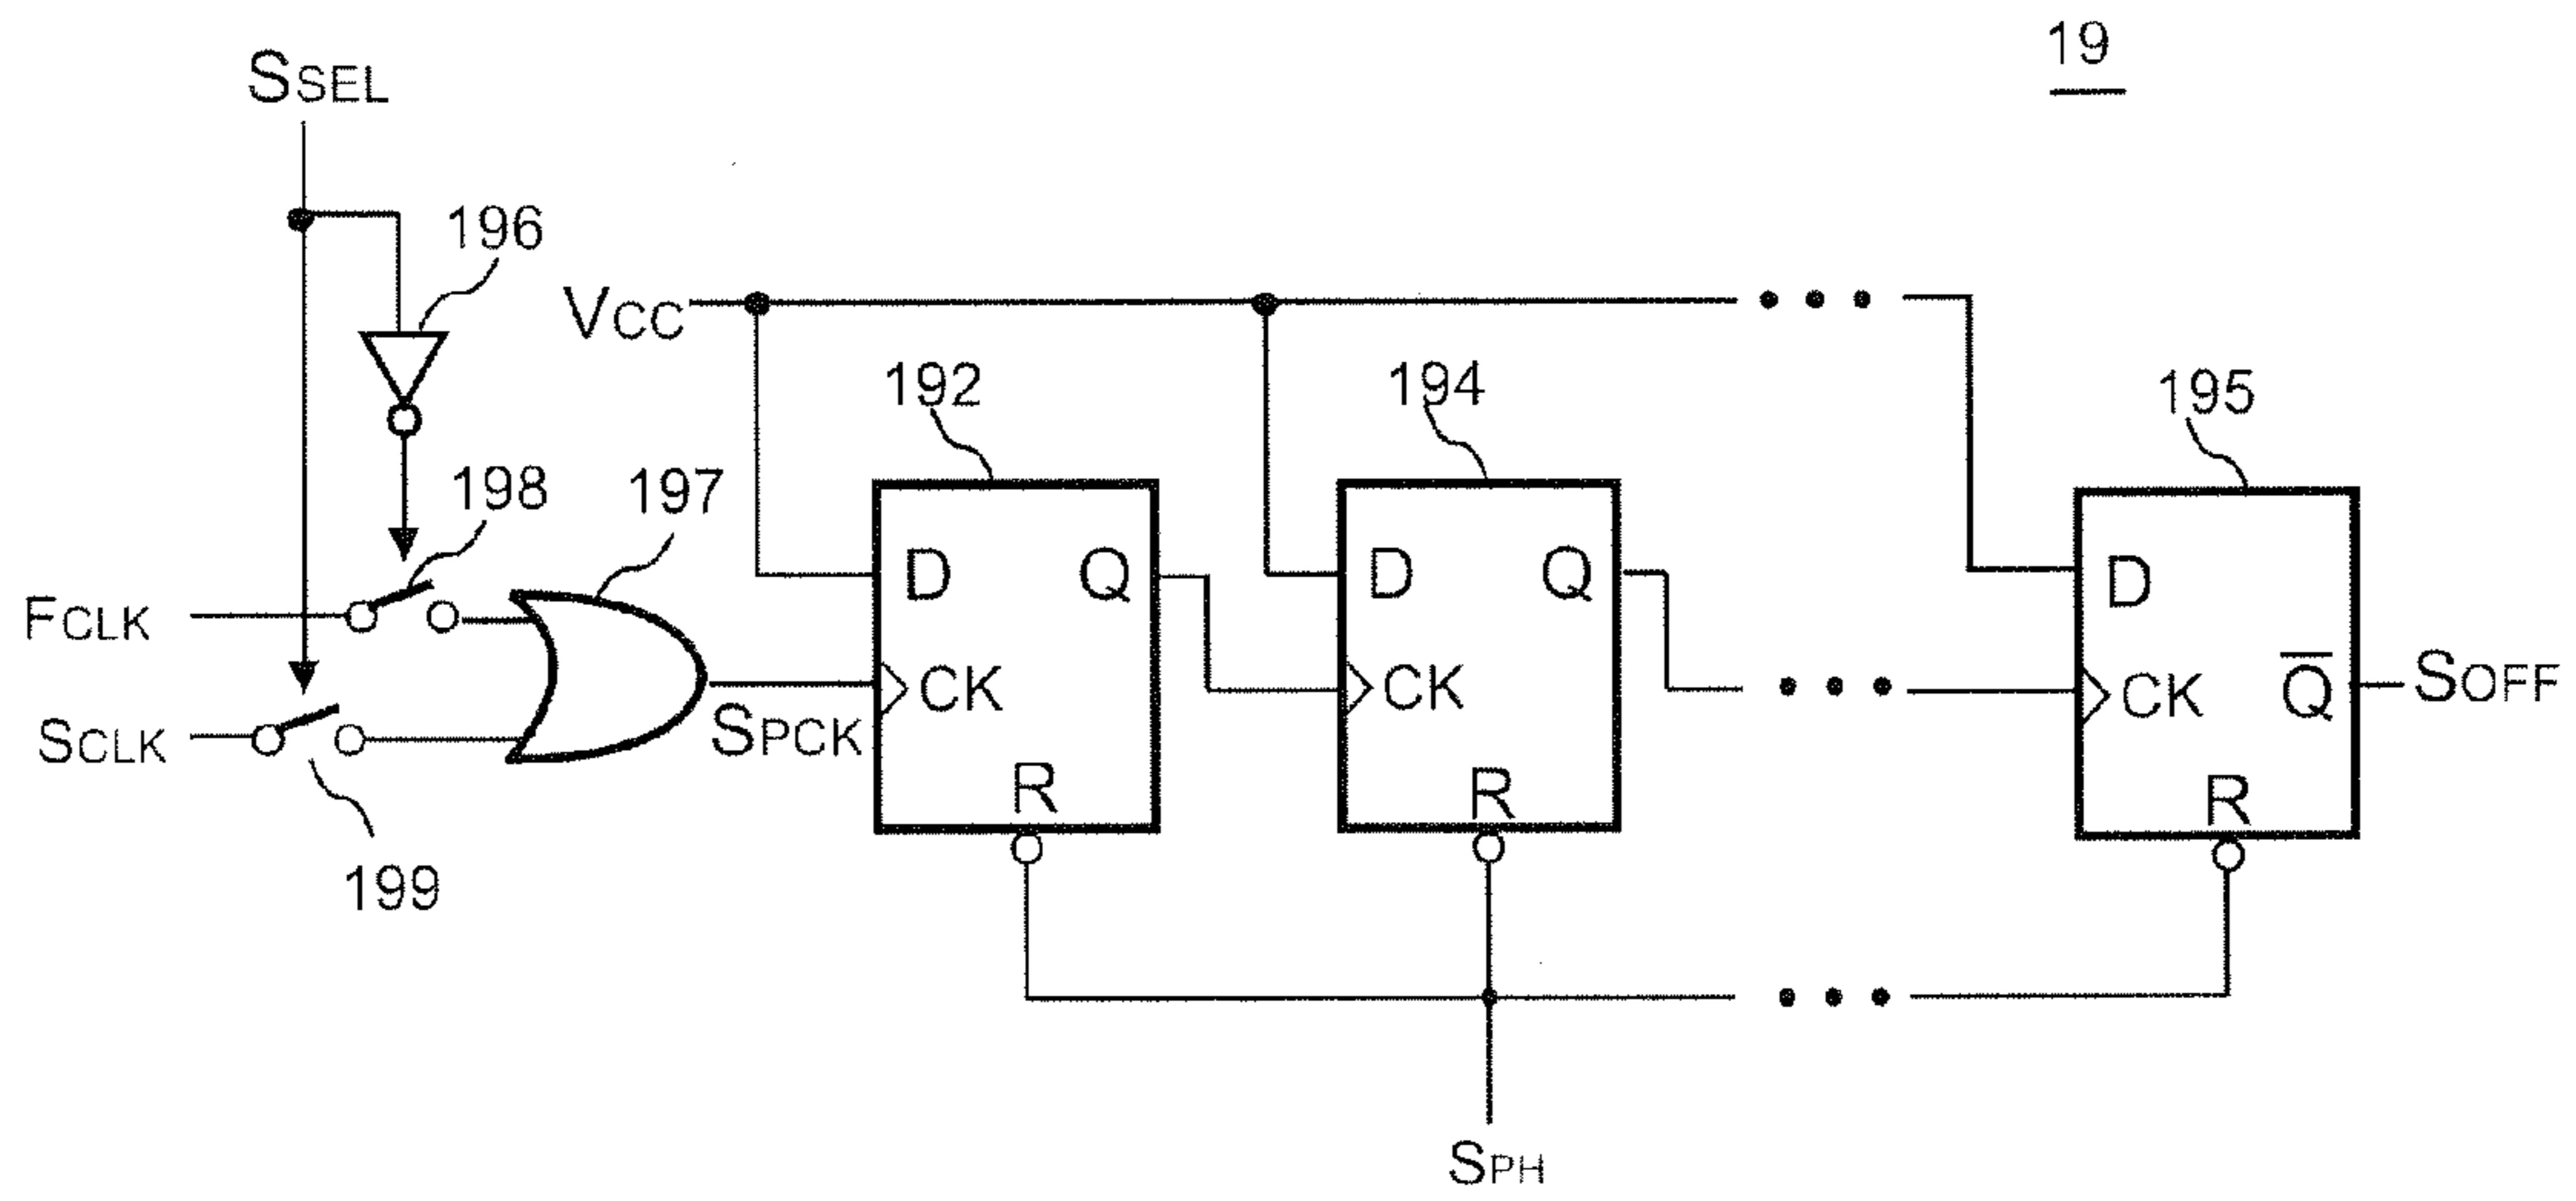 19
SSEL
196
VCC
192
194
195
198
197
D
Q
D
Q
D
FCLK
CK
CK
CK
Q̅
SOFF
SCLK
SPCK
R
R
R
199
SPH